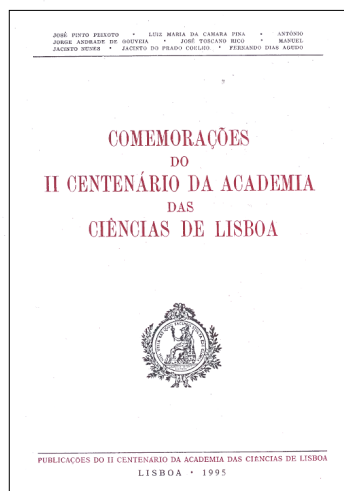 JOSÉ PINTO PEIXOTO • LUIZ MARIA DA CAMARA PINA • ANTÓNIO
JORGE ANDRADE DE GOUVEIA • JOSÉ TOSCANO RICO • MANUEL
JACINTO NUNES • JACINTO DO PRADO COELHO • FERNANDO DIAS AGUDO
COMEMORAÇÕES
DO
II CENTENÁRIO DA ACADEMIA
DAS
CIÊNCIAS DE LISBOA
PUBLICAÇÕES DO II CENTENÁRIO DA ACADEMIA DAS CIÊNCIAS DE LISBOA
LISBOA • 1995